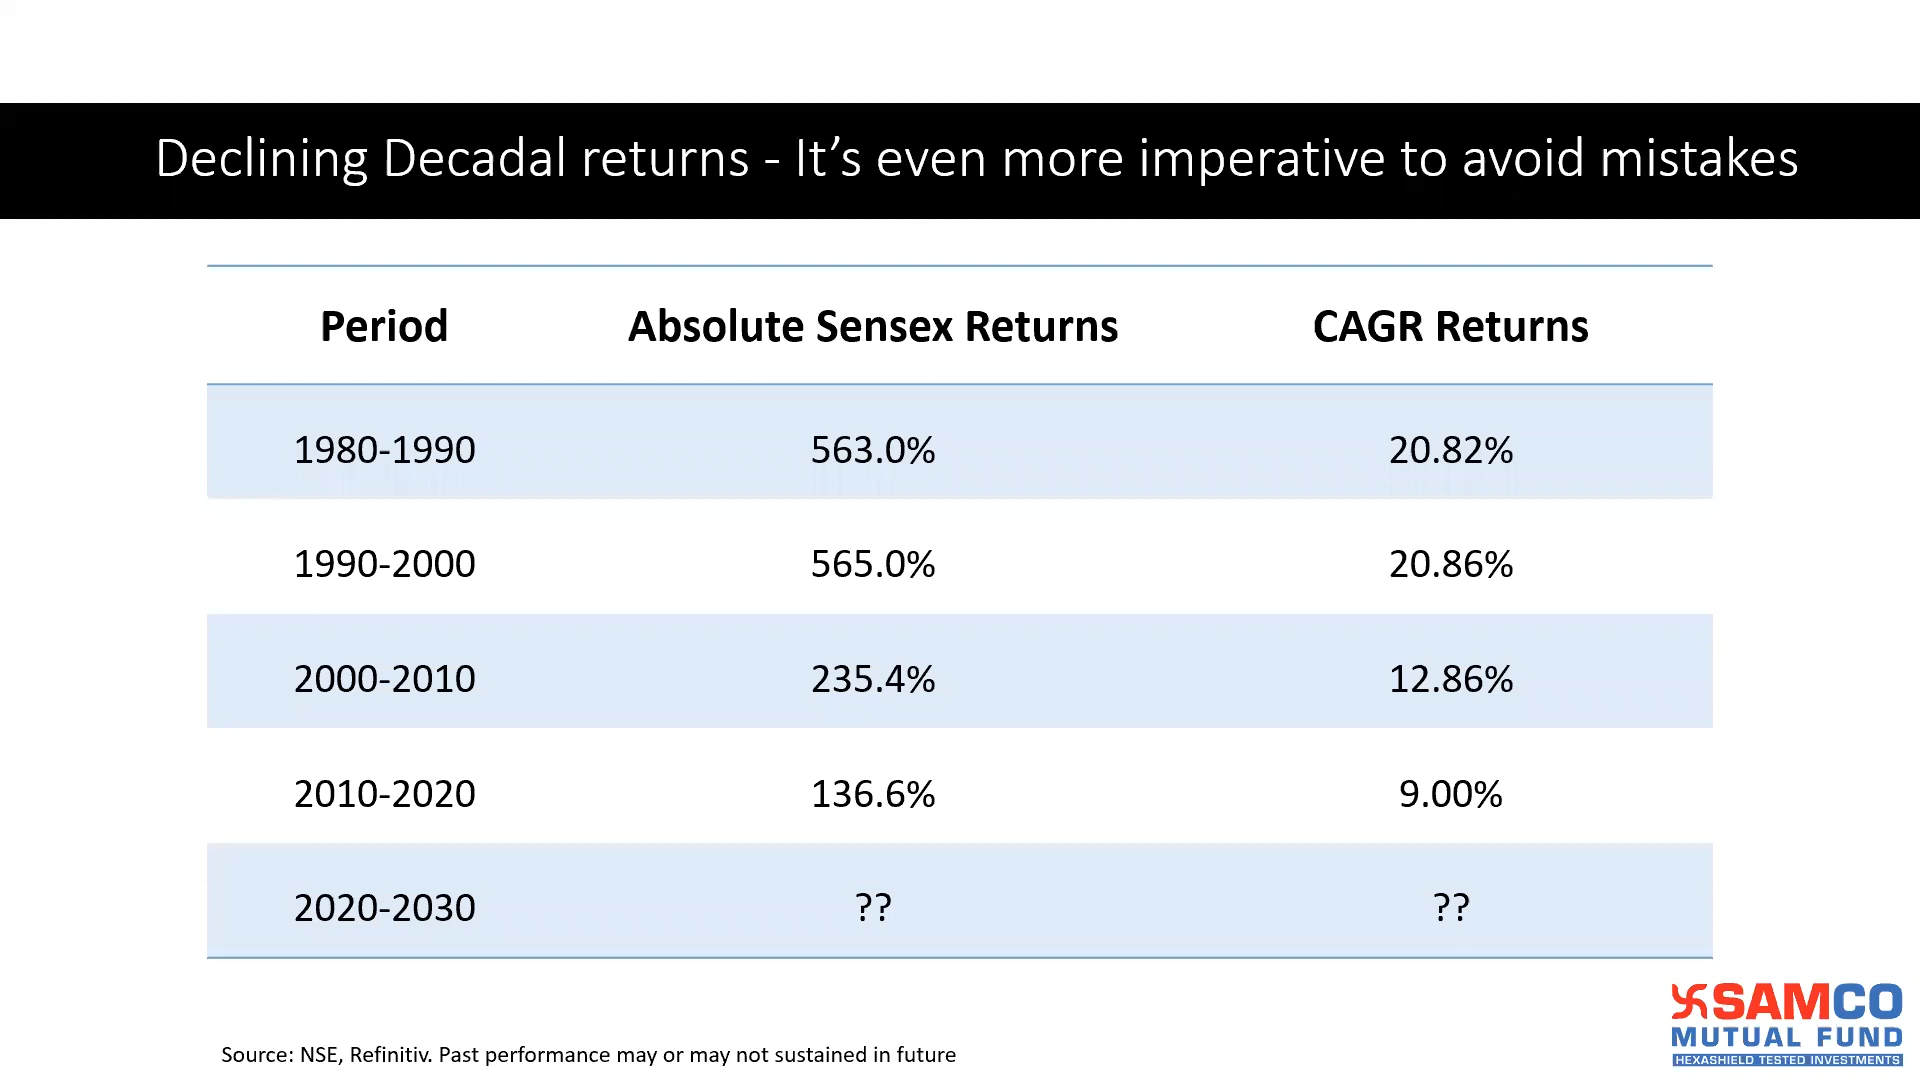 Declining Decadal returns - It’s even more imperative to avoid mistakes
Period Absolute Sensex Returns CAGR Returns
1980-1990 563.0% 20.82%
1990-2000 565.0% 20.86%
2000-2010 235.4% 12.86%
2010-2020 136.6% 9.00%
2020-2030 ?? ??
SAMCO
MUTUAL FUND
HEXASHIELD TESTED INVESTMENTS
Source: NSE, Refinitiv. Past performance may or may not sustained in future